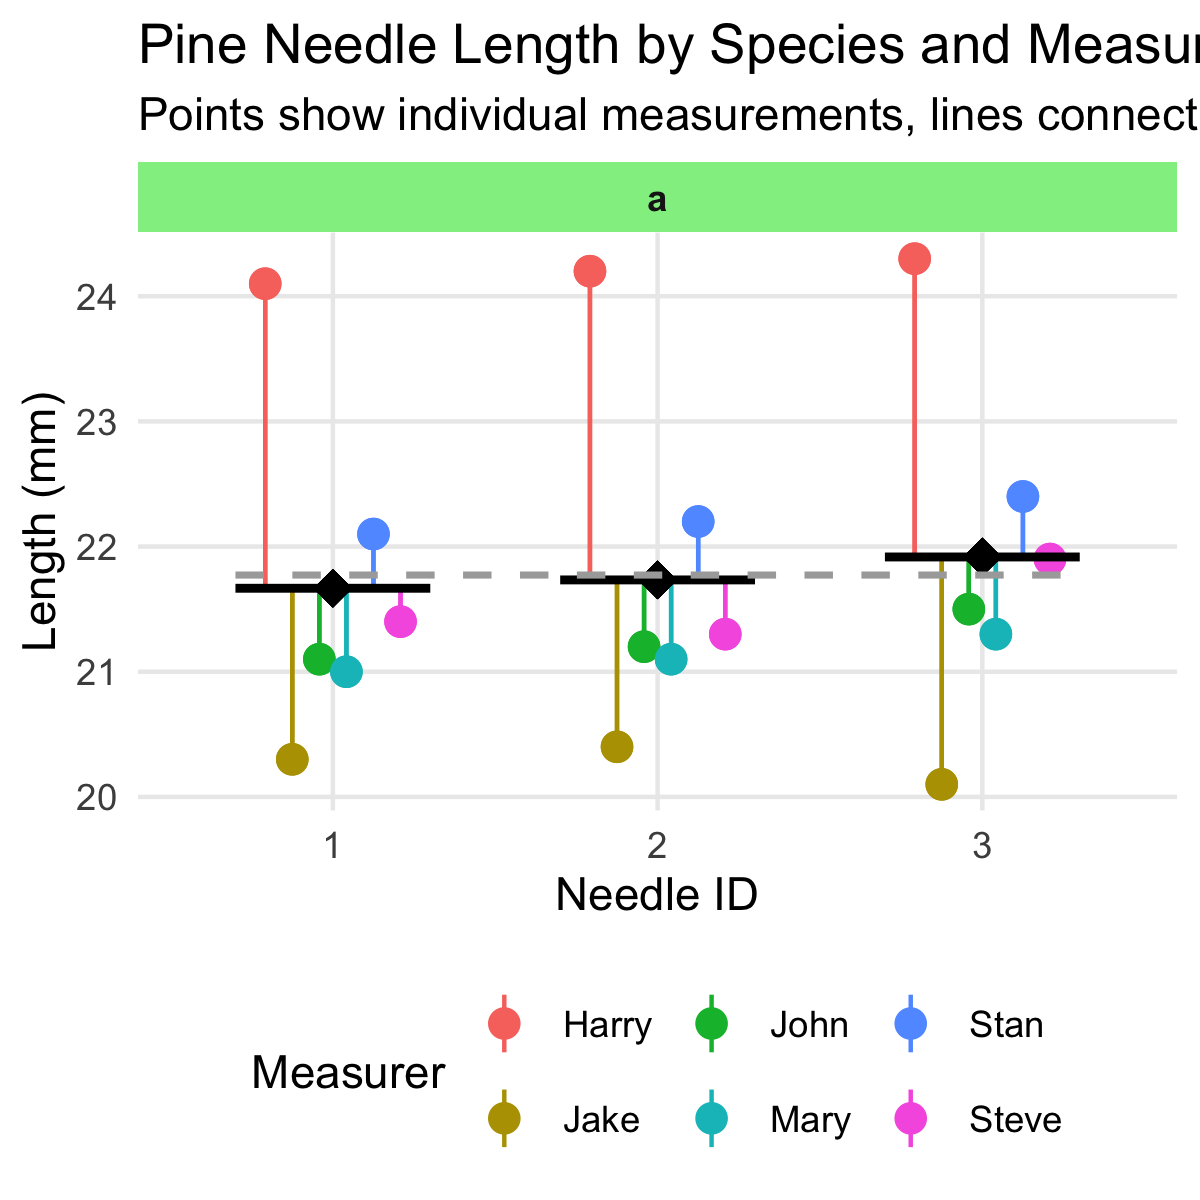 Pine Needle Length by Species and Measur
Points show individual measurements, lines connect
a
Length (mm)
24
23
22
21
20
1 2 3
Needle ID
Measurer
Harry John Stan
Jake Mary Steve